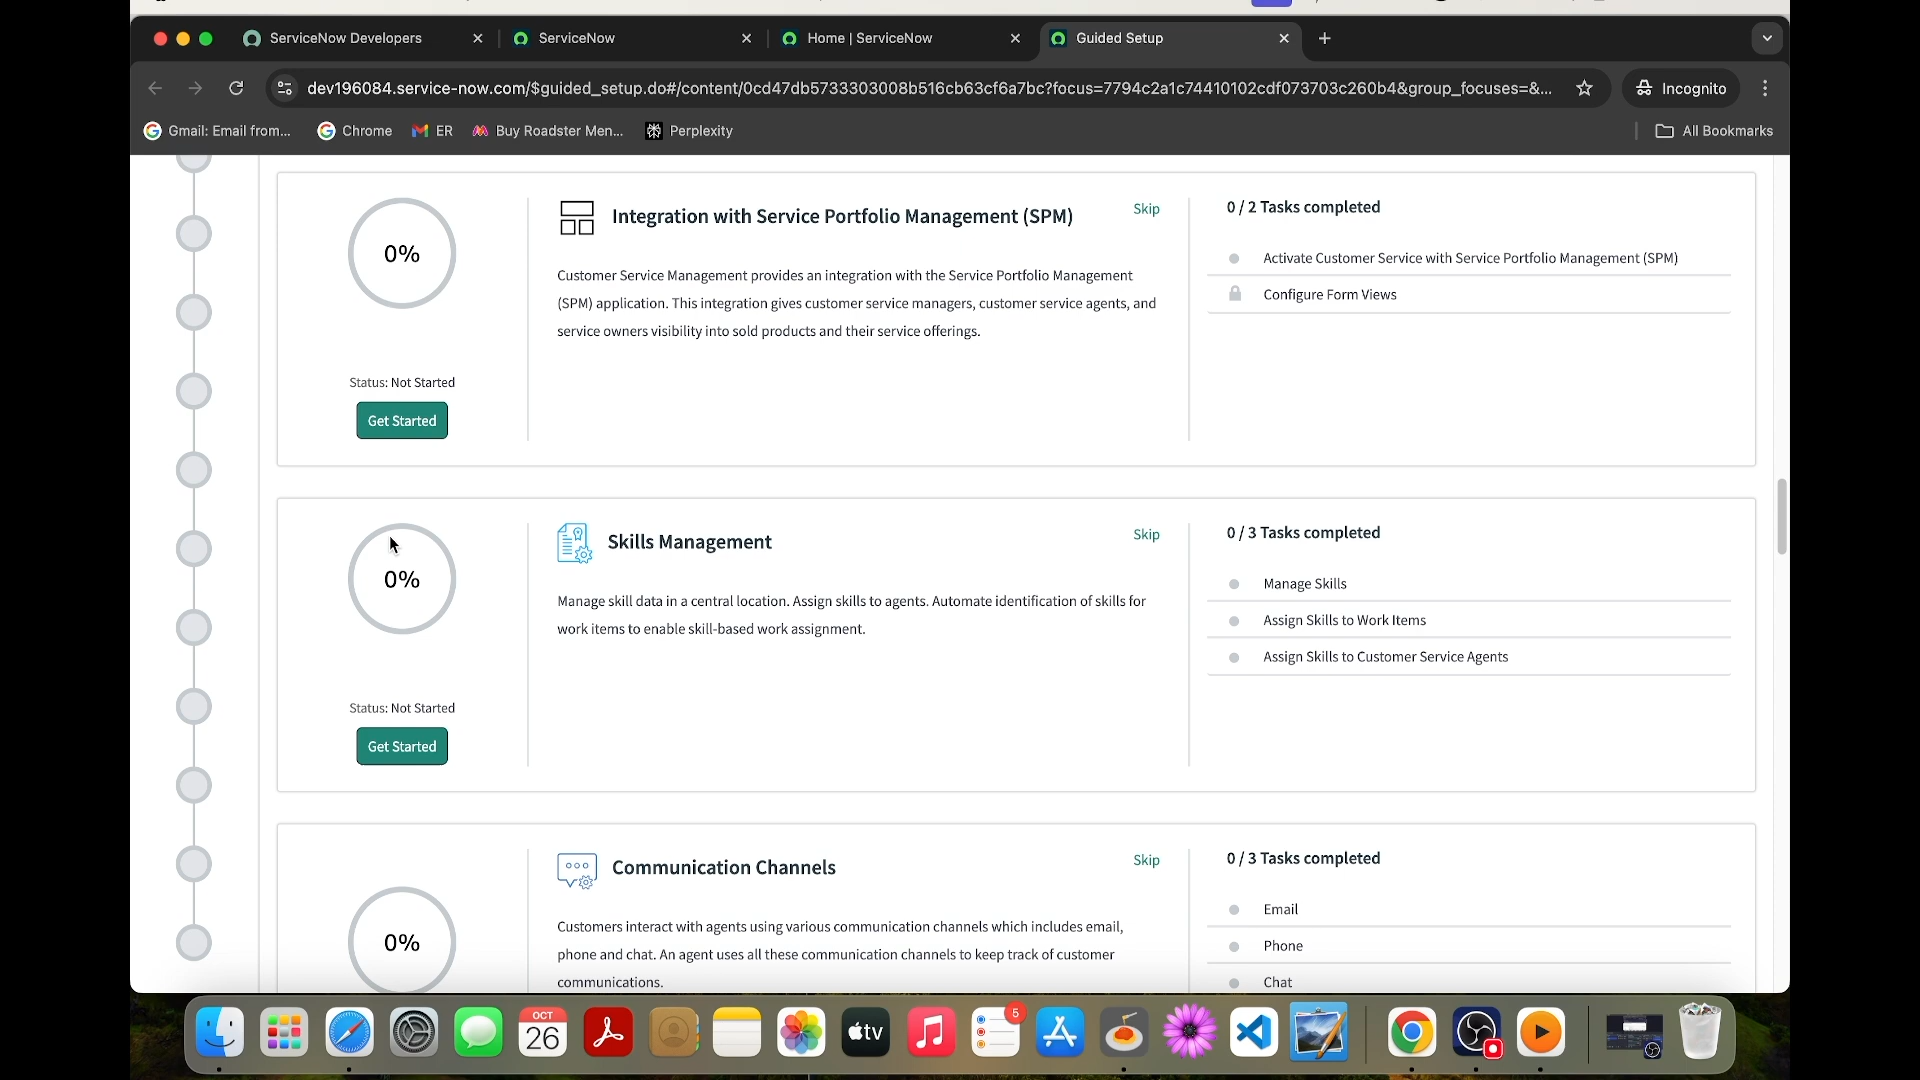 ServiceNow Developers
ServiceNow
Home | ServiceNow
Guided Setup
dev196084.service-now.com/$guided_setup.do#/content/0cd47db5733303008b516cb63cf6a7bc?focus=7794c2a1c74410102cdf073703c260b4&group_focuses=&...
Incognito
Gmail: Email from...
Chrome
ER
Buy Roadster Men...
Perplexity
All Bookmarks
0%
Status: Not Started
Get Started
Integration with Service Portfolio Management (SPM)
Skip
Customer Service Management provides an integration with the Service Portfolio Management
(SPM) application. This integration gives customer service managers, customer service agents, and
service owners visibility into sold products and their service offerings.
0 / 2 Tasks completed
Activate Customer Service with Service Portfolio Management (SPM)
Configure Form Views
0%
Status: Not Started
Get Started
Skills Management
Skip
Manage skill data in a central location. Assign skills to agents. Automate identification of skills for
work items to enable skill-based work assignment.
0 / 3 Tasks completed
Manage Skills
Assign Skills to Work Items
Assign Skills to Customer Service Agents
0%
Communication Channels
Skip
Customers interact with agents using various communication channels which includes email,
phone and chat. An agent uses all these communication channels to keep track of customer
communications.
0 / 3 Tasks completed
Email
Phone
Chat
OCT
26
tv
5